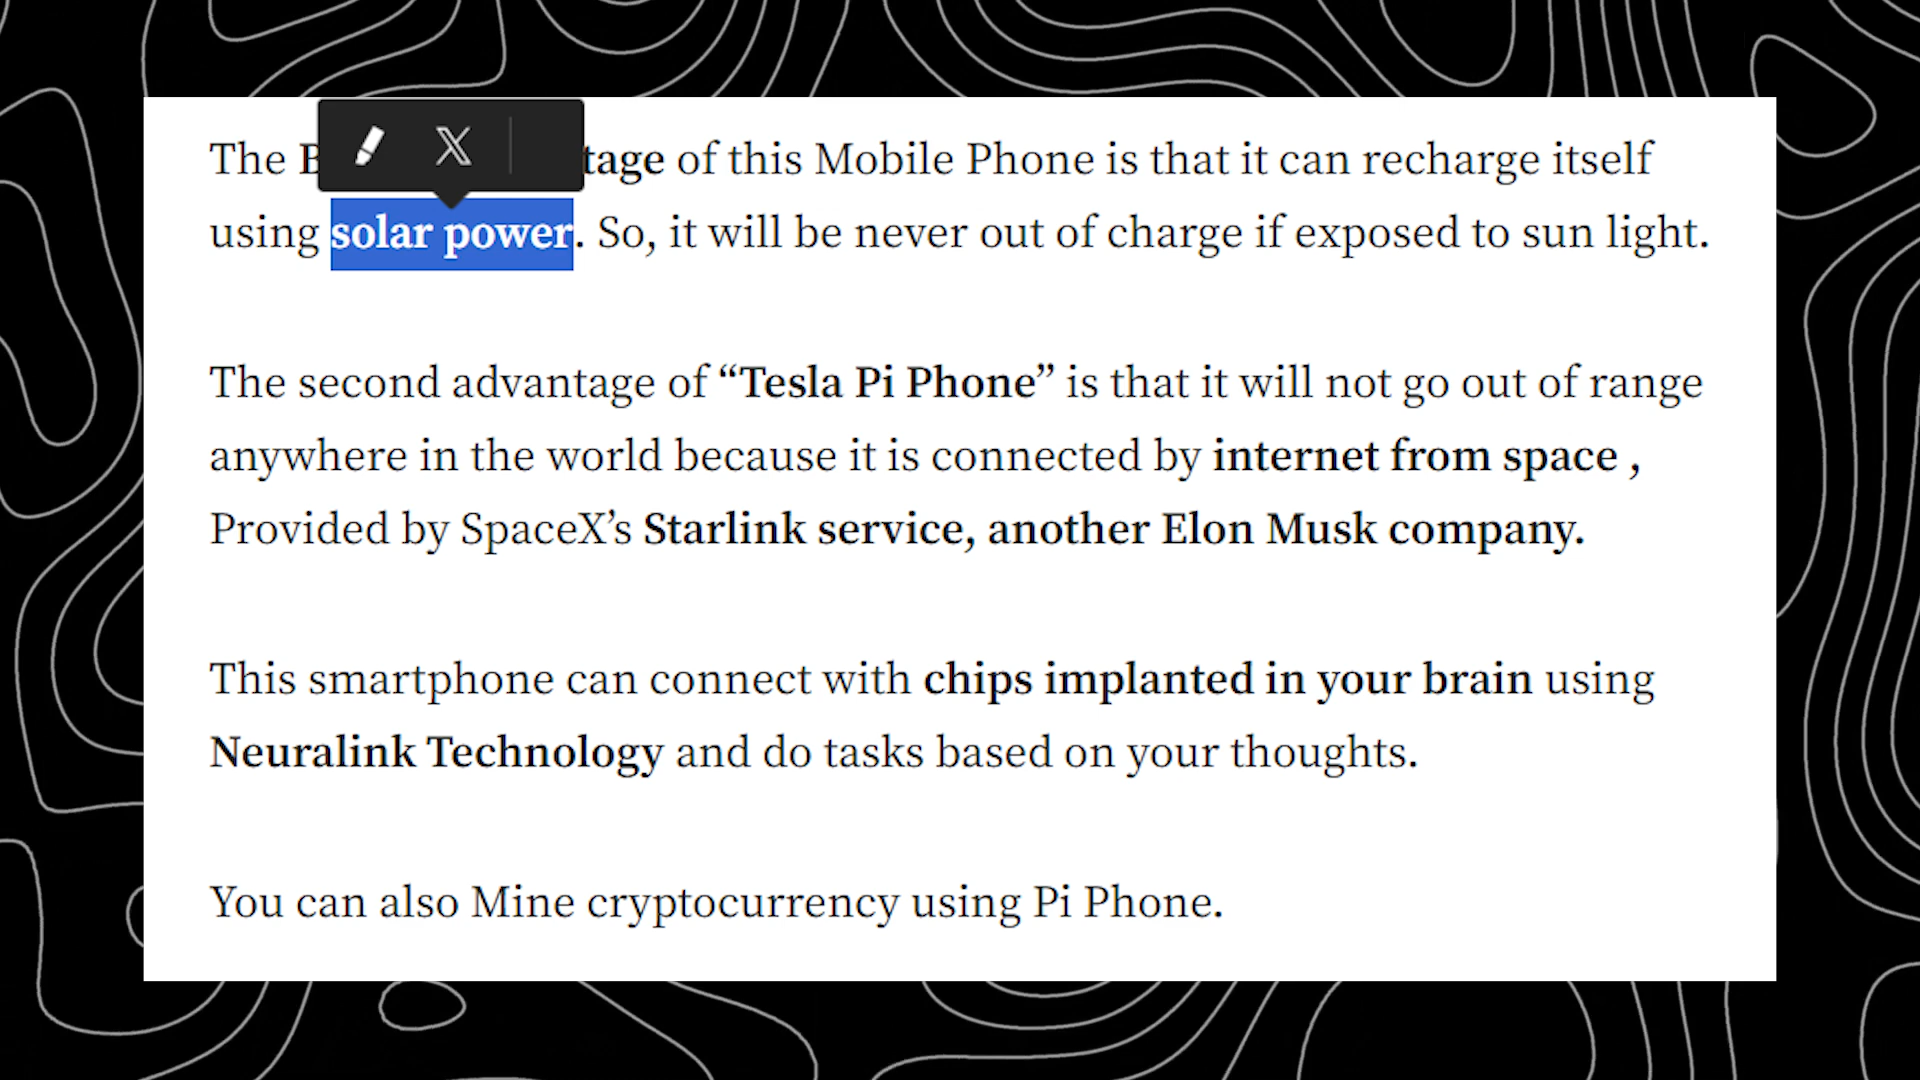 The tage of this Mobile Phone is that it can recharge itself
using solar power. So, it will be never out of charge if exposed to sun light.
The second advantage of “Tesla Pi Phone” is that it will not go out of range
anywhere in the world because it is connected by internet from space ,
Provided by SpaceX’s Starlink service, another Elon Musk company.
This smartphone can connect with chips implanted in your brain using
Neuralink Technology and do tasks based on your thoughts.
You can also Mine cryptocurrency using Pi Phone.